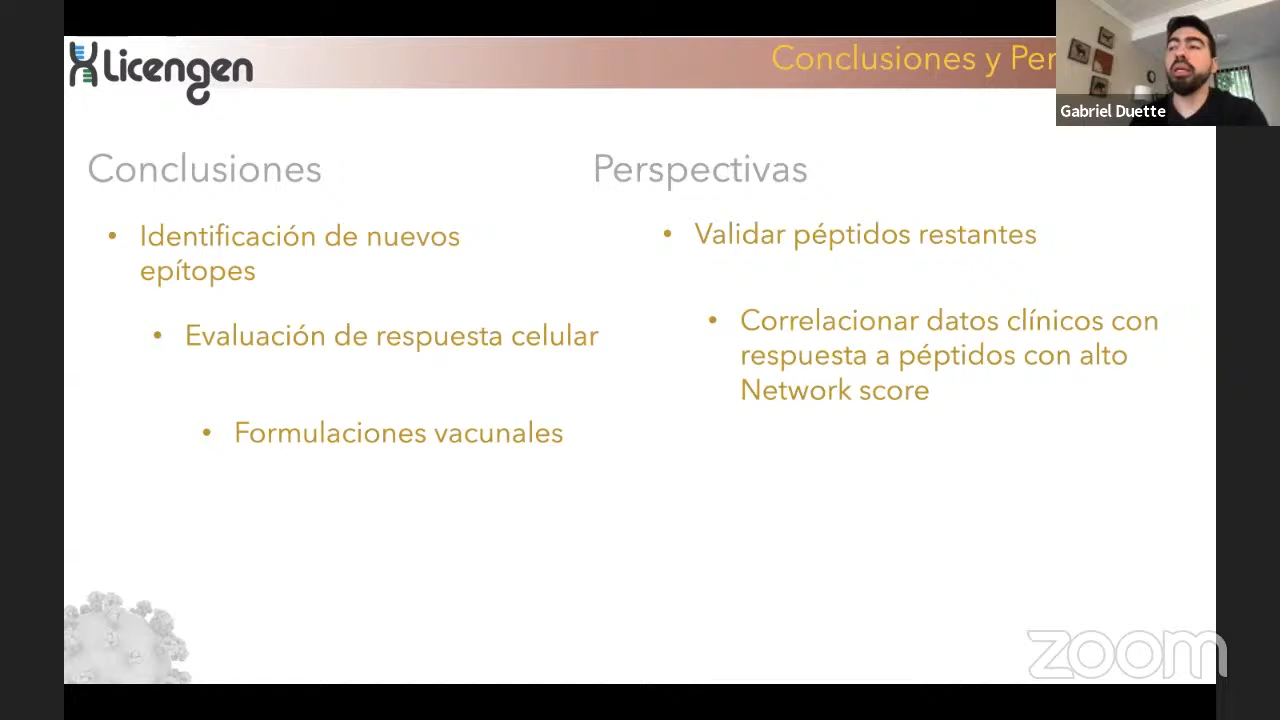 Licengen
Conclusiones y Per
Gabriel Duette
Conclusiones
Perspectivas
• Identificación de nuevos
epítopes
• Evaluación de respuesta celular
• Formulaciones vacunales
• Validar péptidos restantes
• Correlacionar datos clínicos con
respuesta a péptidos con alto
Network score
zoom